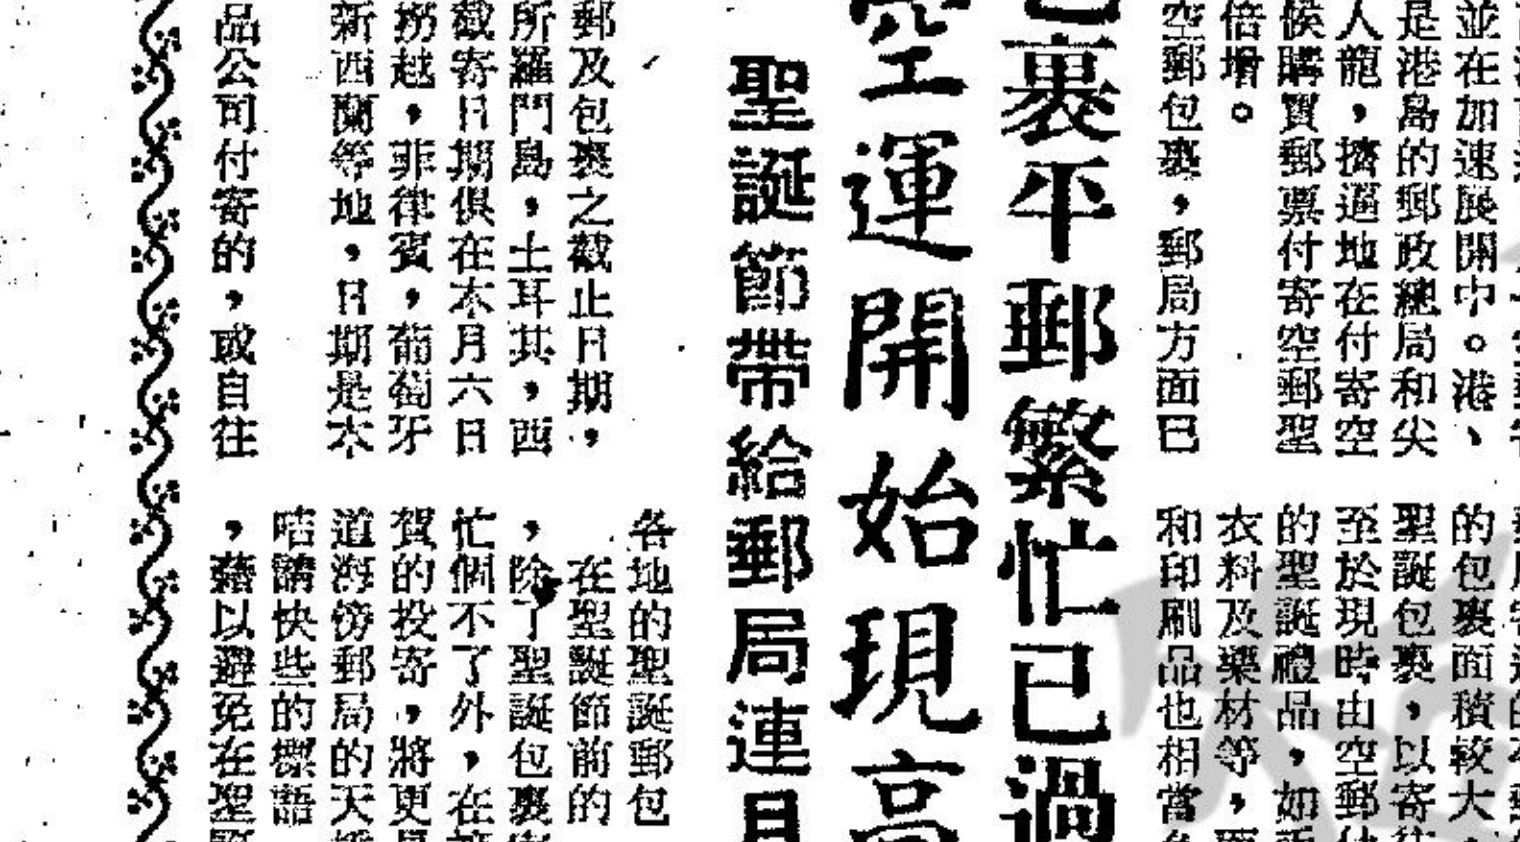 並在加速展開中。港、
是港島的郵政總局和尖
人龍，擠逼地在付寄空
候購買郵票付寄空郵聖
倍增。
空郵包裹，郵局方面已
的包裹面積較大，
聖誕包裹，以寄往
至於現時由空郵付
的聖誕禮品，如
衣料及藥材等，
和印刷品也相當
裹平郵繁忙已過
空運開始現高
聖誕節帶給郵局連日
郵及包裹之截止日期，
所羅門島，土耳其，西
截寄日期俱在本月六日
撈越，菲律賓，葡萄牙
新西蘭等地，日期是本
品公司付寄的，或自往
各地的聖誕郵包
在聖誕節前的
，除了聖誕包裹
忙個不了外，在
賀的投寄，將更
道海傍郵局的天
請快些的標語
，藉以避免在聖